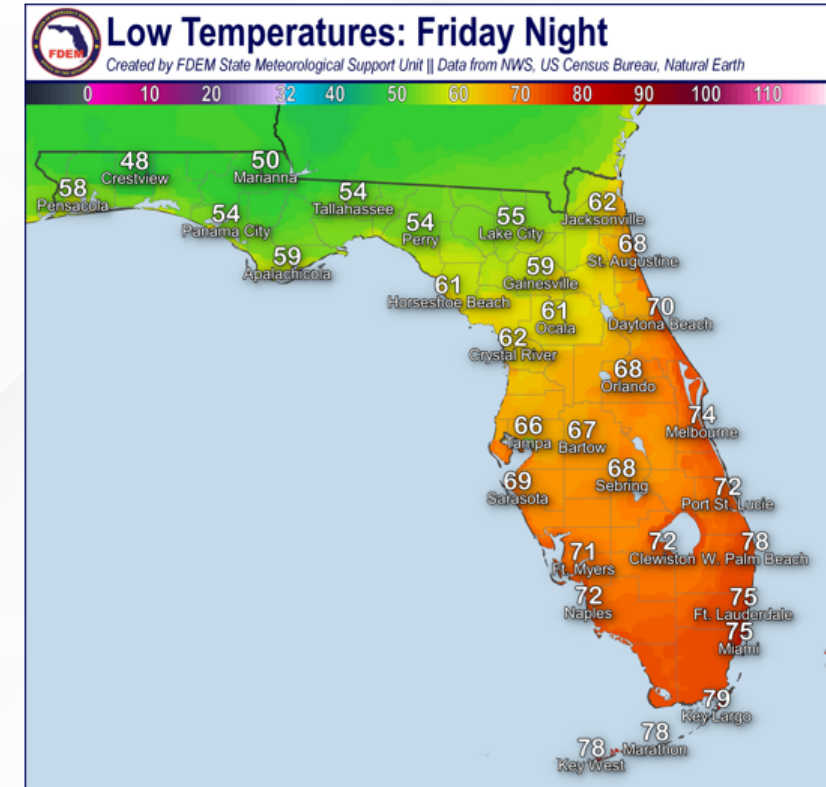 FDEM
Low Temperatures: Friday Night
Created by FDEM State Meteorological Support Unit || Data from NWS, US Census Bureau, Natural Earth
0 10 20 32 40 50 60 70 80 90 100 110
48
Crestview
50
Marianna
58
Pensacola
54
Panama City
54
Tallahassee
54
Perry
55
Lake City
62
Jacksonville
59
Apalachicola
68
St. Augustine
59
Gainesville
61
Horseshoe Beach
61
Ocala
70
Daytona Beach
62
Crystal River
68
Orlando
66
Tampa
67
Bartow
74
Melbourne
69
Sarasota
68
Sebring
72
Port St. Lucie
71
Ft. Myers
72
Clewiston
78
W. Palm Beach
72
Naples
75
Ft. Lauderdale
75
Miami
79
Key Largo
78
Marathon
78
Key West